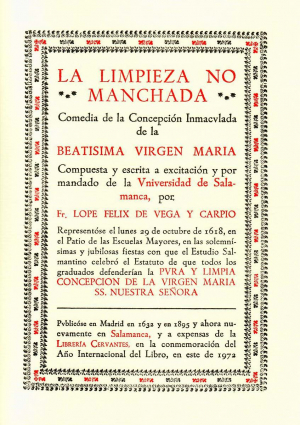 LA LIMPIEZA NO
MANCHADA
Comedia de la Concepción Inmacvlada
de la
BEATISIMA VIRGEN MARIA
Compuesta y escrita a excitación y por
mandado de la Vniversidad de Sala-
manca, por
Fr. LOPE FELIX DE VEGA Y CARPIO
Representóse el lunes 29 de octubre de 1618, en
el Patio de las Escuelas Mayores, en las solemnísi-
mas y jubilosas fiestas con que el Estudio Sal-
mantino celebró el Estatuto de que todos los
graduados defenderían la PVRA Y LIMPIA
CONCEPCION DE LA VIRGEN MARIA
SS. NUESTRA SEÑORA
Publicóse en Madrid en 1632 y en 1895 y ahora nu-
evamente en Salamanca, y a expensas de la
LIBRERÍA CERVANTES, en la conmemoración del
Año Internacional del Libro, en este de 1972